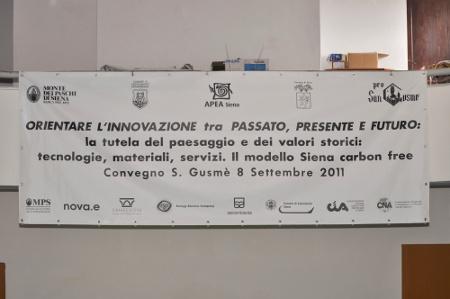 MONTE
DEI PASCHI
DI SIENA
APEA Siena
pro
San Gusmè
ORIENTARE L'INNOVAZIONE tra PASSATO, PRESENTE E FUTURO:
la tutela del paesaggio e dei valori storici:
tecnologie, materiali, servizi. Il modello Siena carbon free
Convegno S. Gusmè 8 Settembre 2011
MPS
nova.e
CIA
CNA